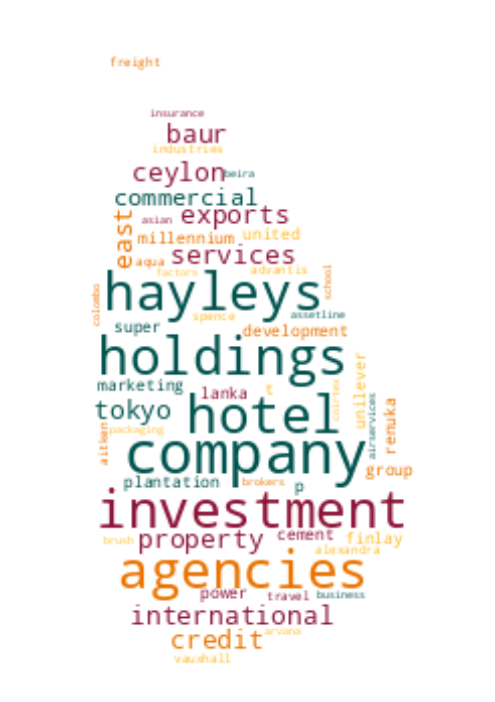 freight
insurance
baur
industries
ceylon
beira
commercial
asian
exports
east
millennium
united
services
aqua
factors
advantis
school
hayleys
colombo
spence
assetline
super
development
holdings
marketing
lanka
unilever
tokyo
hotel
airservices
renuka
packaging
aitken
company
group
plantation
brokers
p
investment
brush
property
cement
finlay
alexandra
agencies
power
travel
business
international
credit
arvana
vauxhall